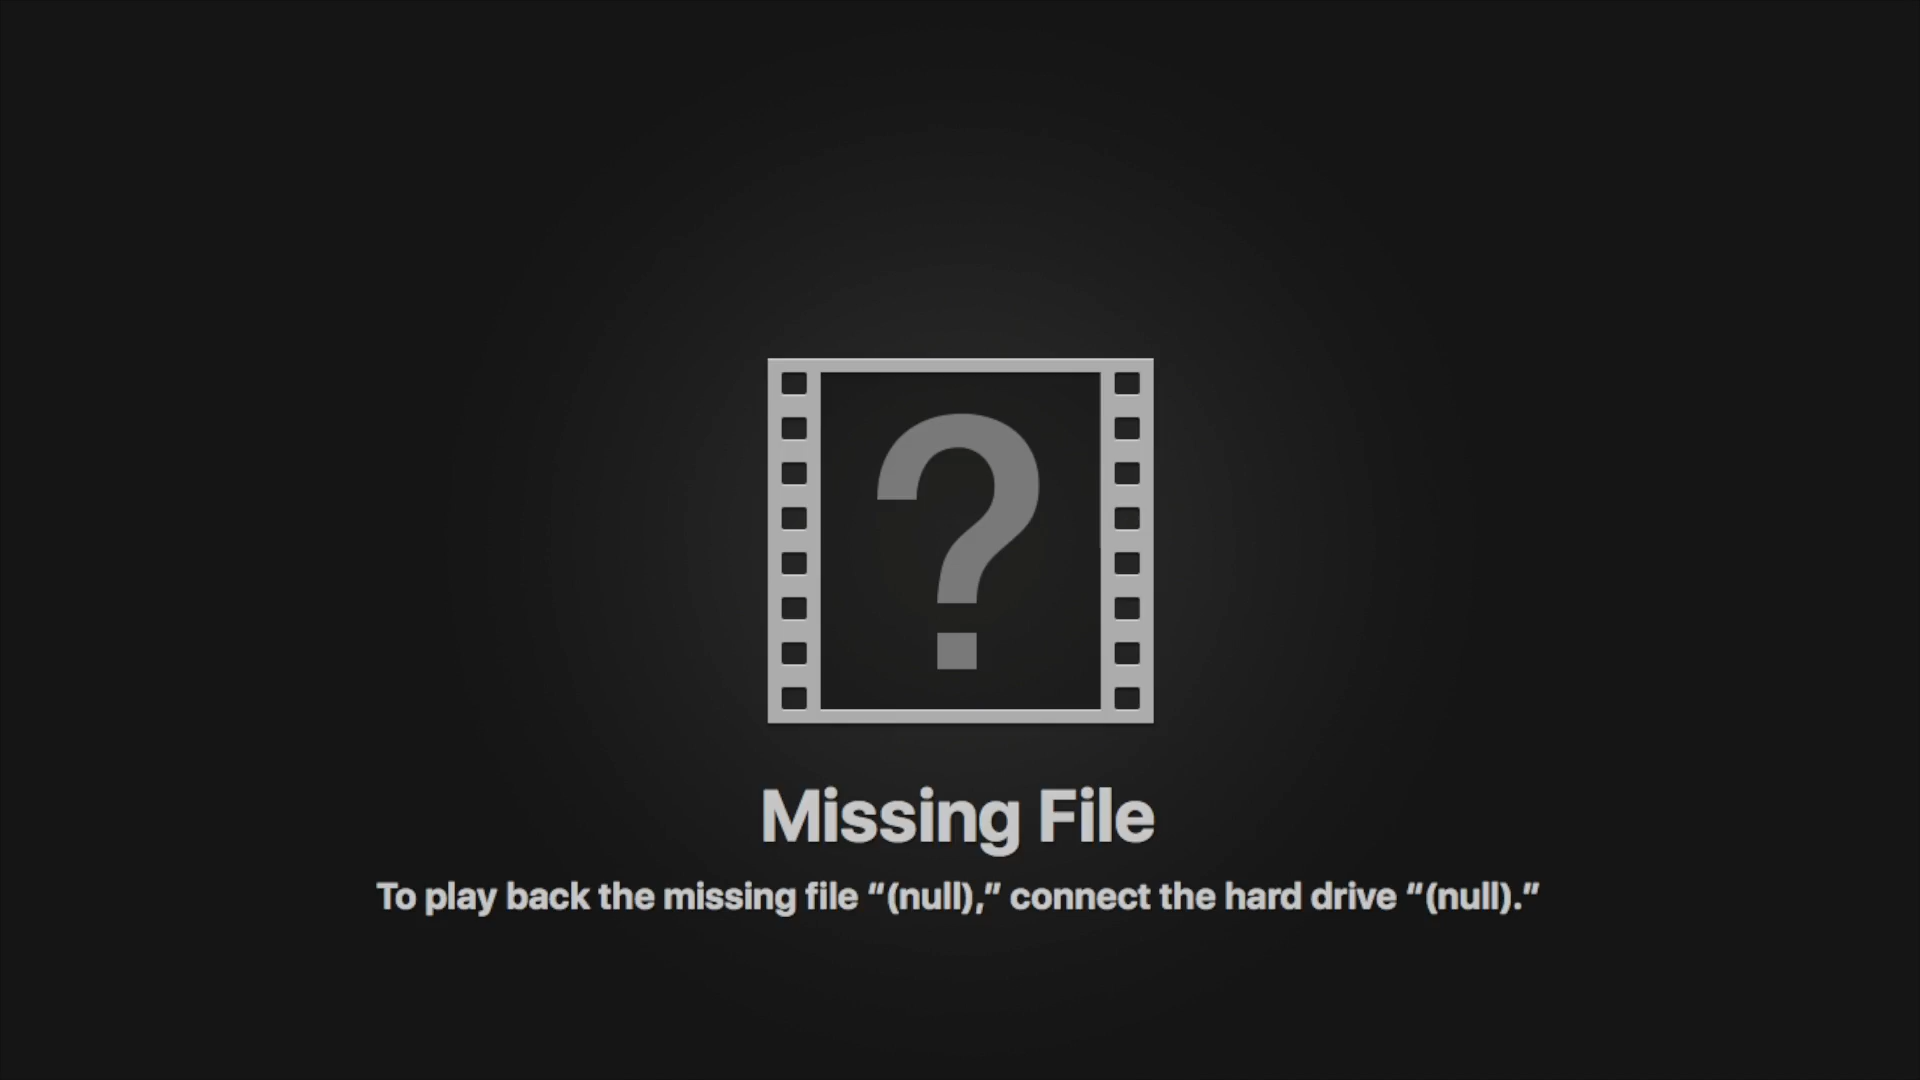 ?
Missing File
To play back the missing file “(null),” connect the hard drive “(null).”